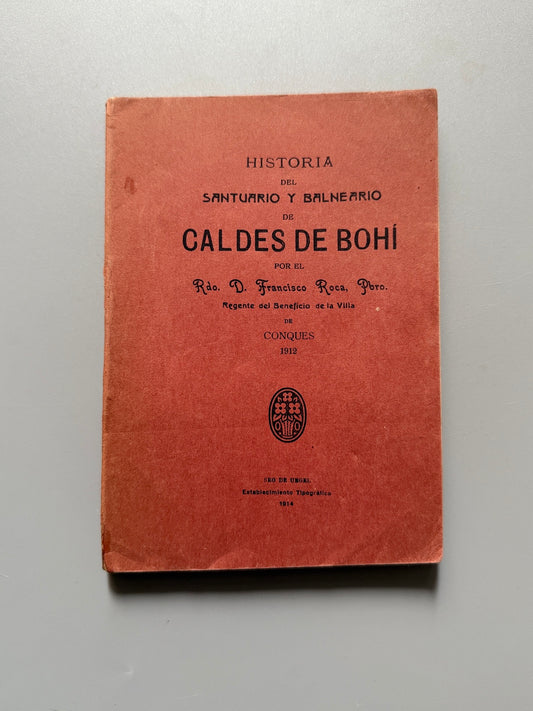 HISTORIA
DEL
SANTUARIO Y BALNEARIO
DE
CALDES DE BOHÍ
POR EL
Rdo. D. Francisco Roca, Pbro.
Regente del Beneficio de la Villa
DE
CONQUES
1912
SEO DE URGEL
Establecimiento Tipográfico
1914